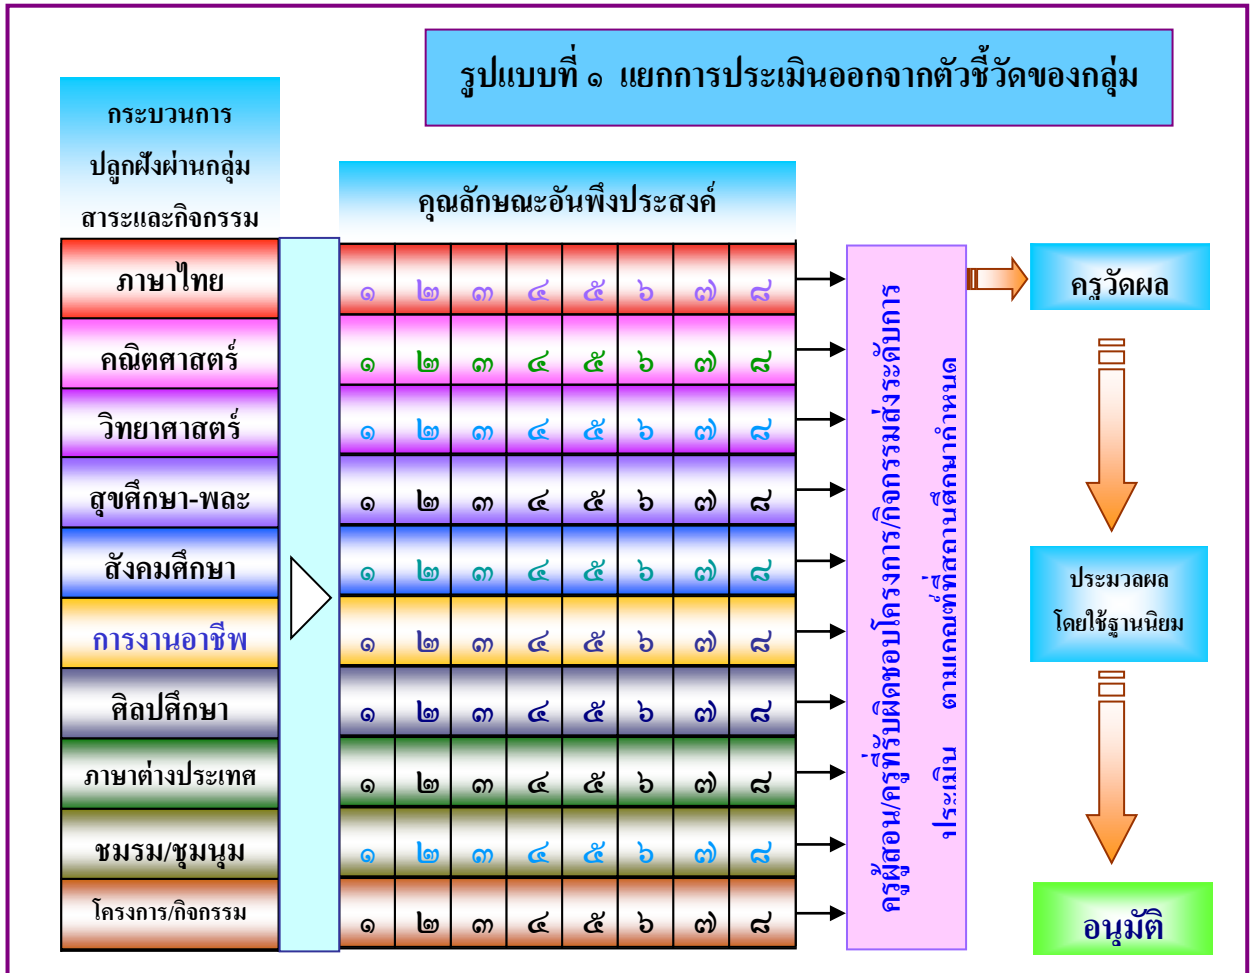 รูปแบบที่ ๑ แยกการประเมินออกจากตัวชี้วัดของกลุ่ม
กระบวนการ
ปลูกฝังผ่านกลุ่ม
สาระและกิจกรรม
คุณลักษณะอันพึงประสงค์
ภาษาไทย ๑ ๒ ๓ ๔ ๕ ๖ ๗ ๘
คณิตศาสตร์ ๑ ๒ ๓ ๔ ๕ ๖ ๗ ๘
วิทยาศาสตร์ ๑ ๒ ๓ ๔ ๕ ๖ ๗ ๘
สุขศึกษา-พละ ๑ ๒ ๓ ๔ ๕ ๖ ๗ ๘
สังคมศึกษา ๑ ๒ ๓ ๔ ๕ ๖ ๗ ๘
การงานอาชีพ ๑ ๒ ๓ ๔ ๕ ๖ ๗ ๘
ศิลปศึกษา ๑ ๒ ๓ ๔ ๕ ๖ ๗ ๘
ภาษาต่างประเทศ ๑ ๒ ๓ ๔ ๕ ๖ ๗ ๘
ชมรม/ชุมนุม ๑ ๒ ๓ ๔ ๕ ๖ ๗ ๘
โครงการ/กิจกรรม ๑ ๒ ๓ ๔ ๕ ๖ ๗ ๘
ครูผู้สอน/ครูที่รับผิดชอบโครงการ/กิจกรรมส่งระดับการ
ประเมิน ตามเกณฑ์ที่สถานศึกษากำหนด
ครูวัดผล
ประมวลผล
โดยใช้ฐานนิยม
อนุมัติ